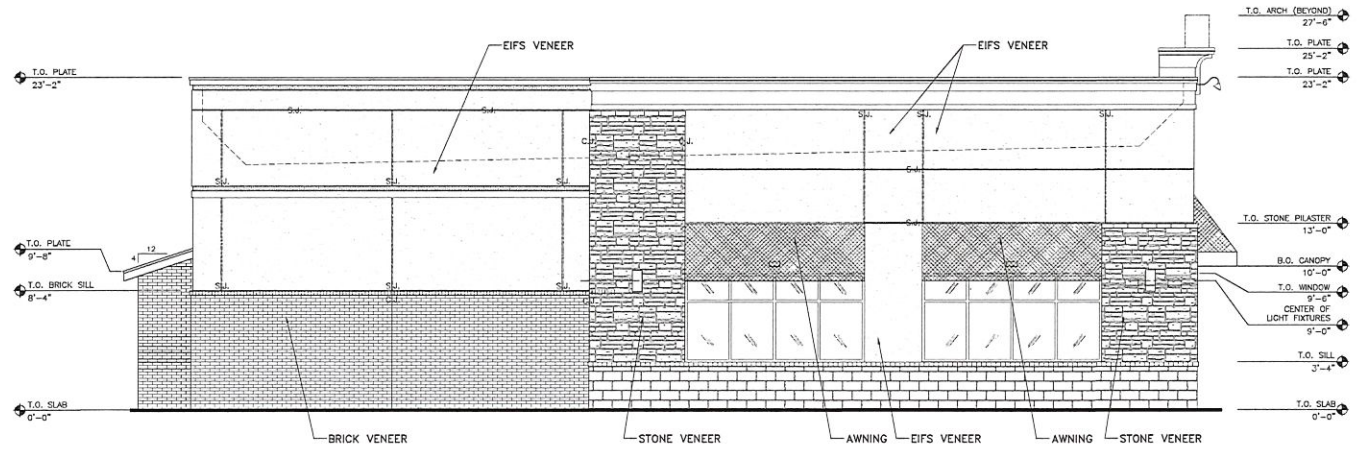 T.O. ARCH (BEYOND)
27'-6"
EIFS VENEER
EIFS VENEER
T.O. PLATE
25'-2"
T.O. PLATE
23'-2"
T.O. PLATE
23'-2"
S.J.
S.J.
S.J.
S.J.
S.J.
C.J.
C.J.
S.J.
S.J.
S.J.
S.J.
T.O. STONE PILASTER
13'-0"
S.J.
T.O. PLATE
9'-8"
12
4
B.O. CANOPY
10'-0"
T.O. BRICK SILL
8'-4"
S.J.
S.J.
S.J.
C.J.
C.J.
T.O. WINDOW
9'-6"
CENTER OF
LIGHT FIXTURES
9'-0"
T.O. SILL
3'-4"
T.O. SLAB
0'-0"
T.O. SLAB
0'-0"
BRICK VENEER
STONE VENEER
AWNING
EIFS VENEER
AWNING
STONE VENEER